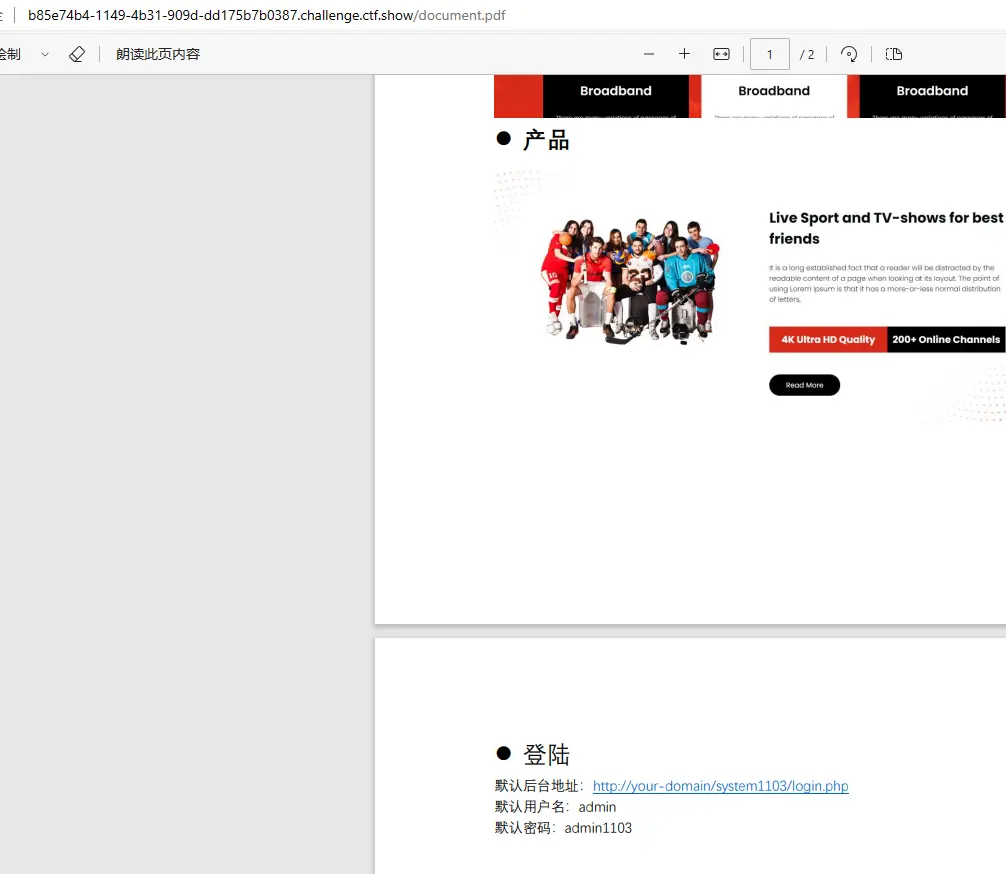 b85e74b4-1149-4b31-909d-dd175b7b0387.challenge.ctf.show/document.pdf
绘制
朗读此页内容
1 / 2
Broadband Broadband Broadband
产品
Live Sport and TV-shows for best
friends
It is a long established fact that a reader will be distracted by the
readable content of a page when looking at its layout. The point of
using Lorem Ipsum is that it has a more-or-less normal distribution
of letters,
4K Ultra HD Quality 200+ Online Channels
Read More
登陆
默认后台地址：http://your-domain/system1103/login.php
默认用户名：admin
默认密码：admin1103